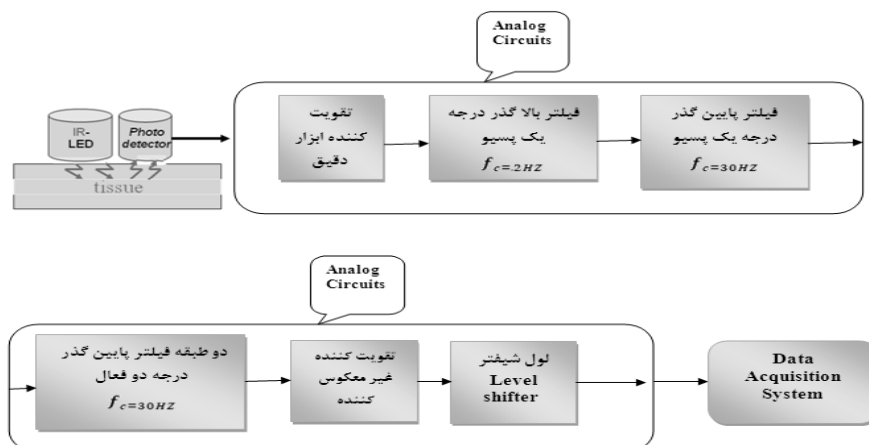 Analog
Circuits
IR-
LED
Photo
detector
tissue
تقویت
کننده ابزار
دقیق
فیلتر بالا گذر درجه
یک پسیو
f c=.2HZ
فیلتر پایین گذر
درجه یک پسیو
f c=30HZ
Analog
Circuits
دو طبقه فیلتر پایین گذر
درجه دو فعال
f c=30HZ
تقویت کننده
غیر معکوس
کننده
لول شیفتر
Level
shifter
Data
Acquisition
System